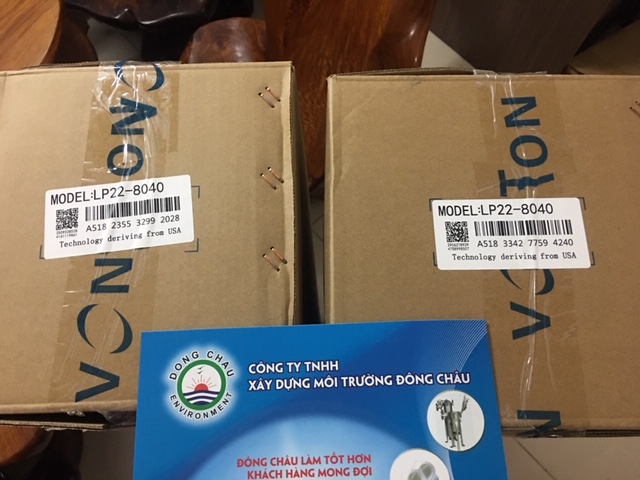 VONTRON
MODEL:LP22-8040
A518 2355 3299 2028
Technology deriving from USA
VONTRON
MODEL:LP22-8040
A518 3342 7759 4240
Technology deriving from USA
DONG CHAU
ENVIRONMENT
CÔNG TY TNHH
XÂY DỰNG MÔI TRƯỜNG ĐÔNG CHÂU
ĐÔNG CHÂU LÀM TỐT HƠN
KHÁCH HÀNG MONG ĐỢI